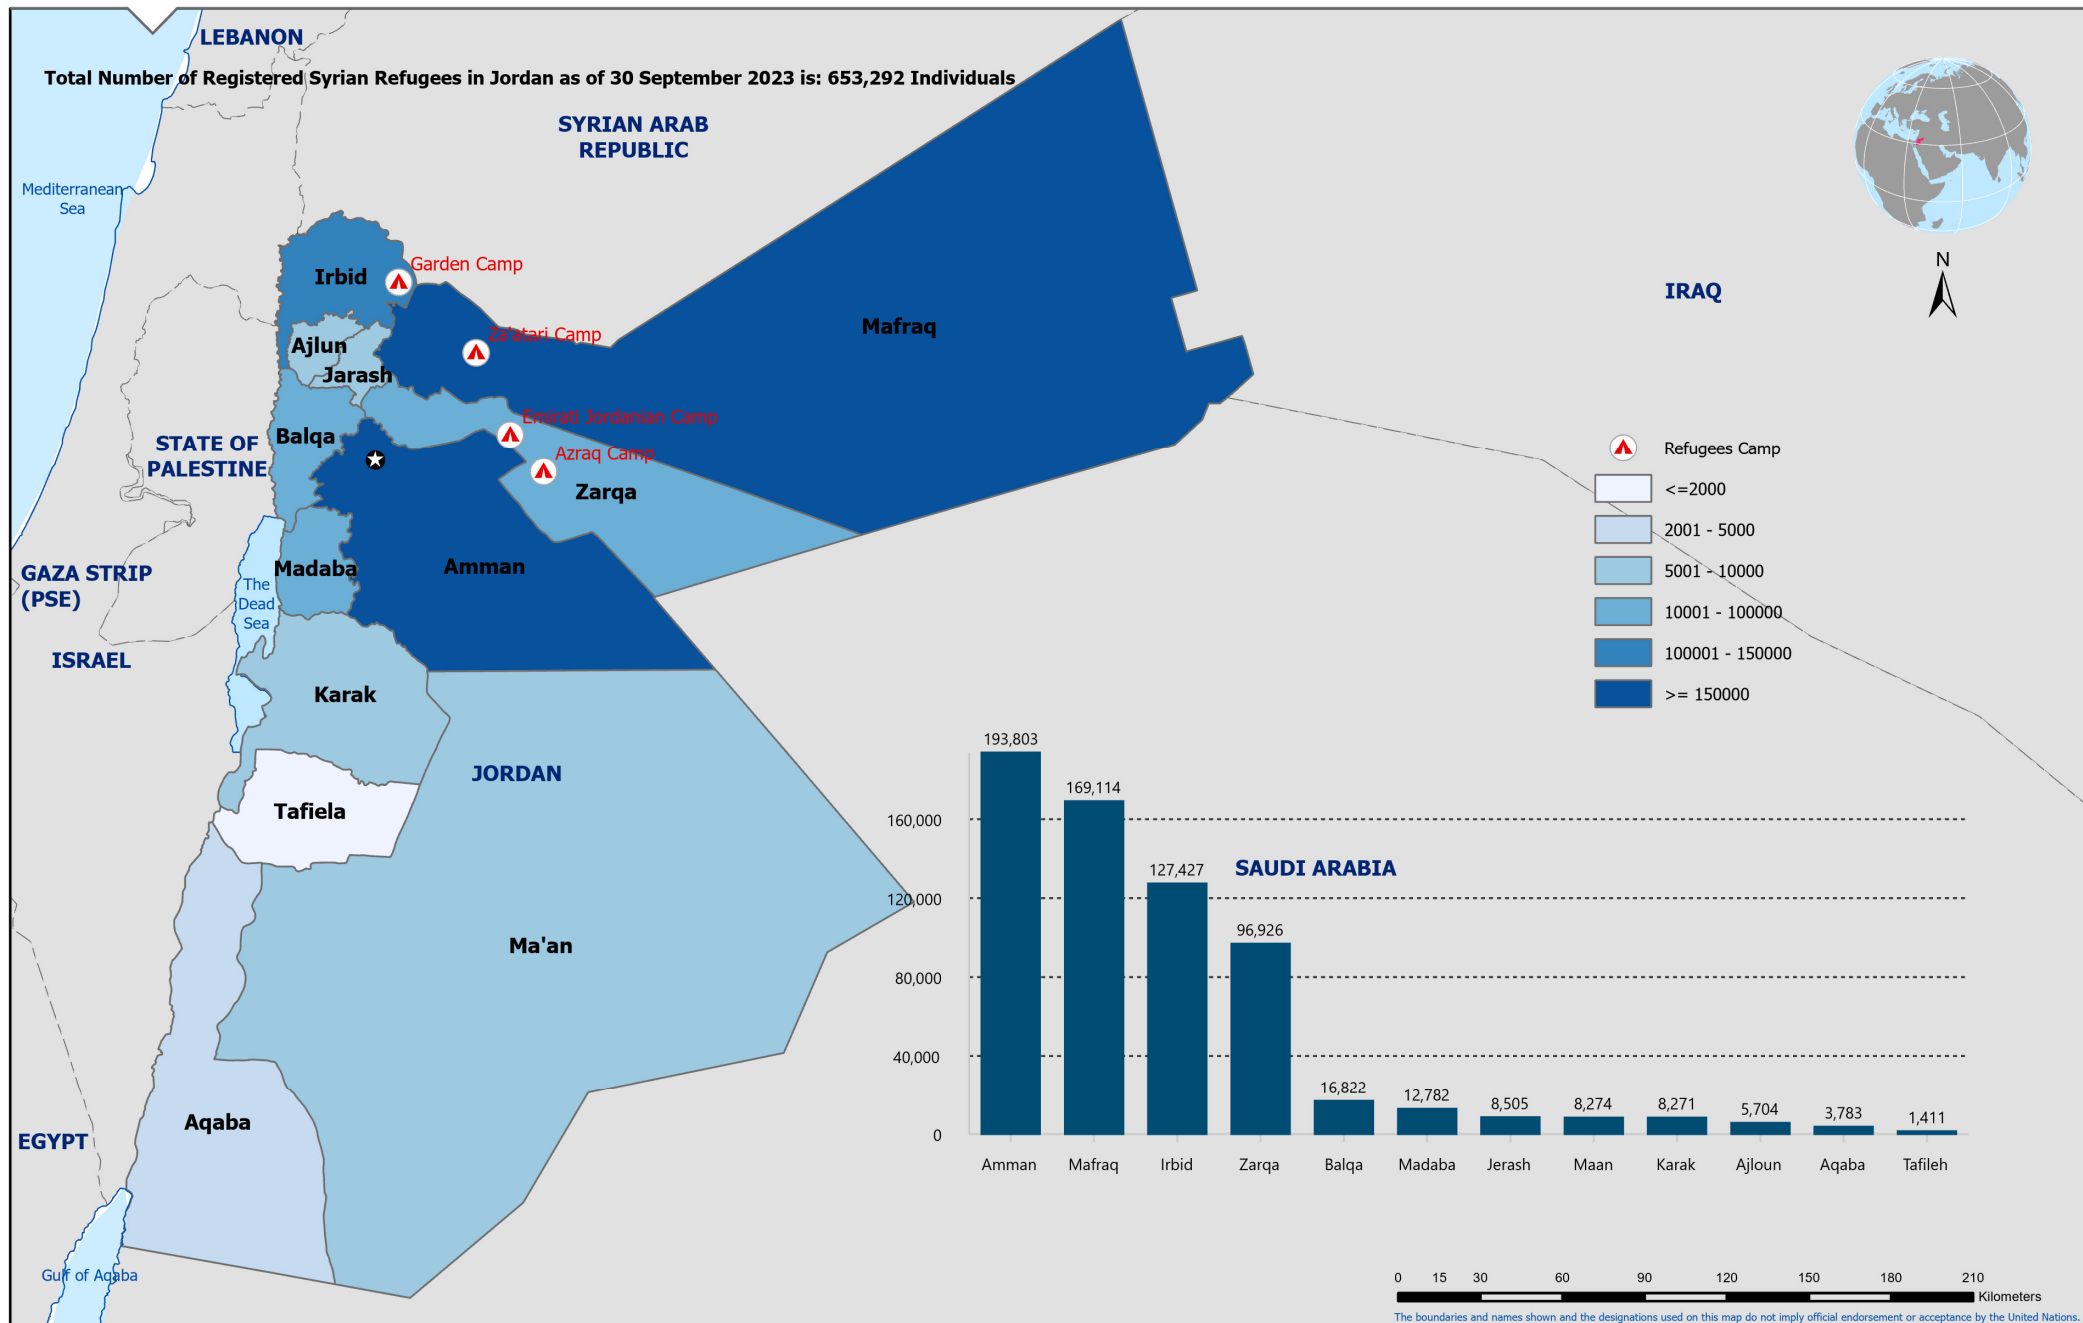 LEBANON
Total Number of Registered Syrian Refugees in Jordan as of 30 September 2023 is: 653,292 Individuals
SYRIAN ARAB
REPUBLIC
Mediterranean
Sea
N
IRAQ
Garden Camp
Irbid
Mafraq
Za'atari Camp
Ajlun
Jarash
Emirati Jordanian Camp
Balqa
STATE OF
PALESTINE
Azraq Camp
Zarqa
Refugees Camp
<=2000
2001 - 5000
5001 - 10000
10001 - 100000
100001 - 150000
>= 150000
Madaba
Amman
GAZA STRIP
(PSE)
The
Dead
Sea
ISRAEL
Karak
JORDAN
Tafiela
Ma'an
Aqaba
EGYPT
Gulf of Aqaba
SAUDI ARABIA
193,803
169,114
127,427
96,926
16,822
12,782
8,505
8,274
8,271
5,704
3,783
1,411
160,000
120,000
80,000
40,000
0
Amman Mafraq Irbid Zarqa Balqa Madaba Jerash Maan Karak Ajloun Aqaba Tafileh
0 15 30 60 90 120 150 180 210
Kilometers
The boundaries and names shown and the designations used on this map do not imply official endorsement or acceptance by the United Nations.